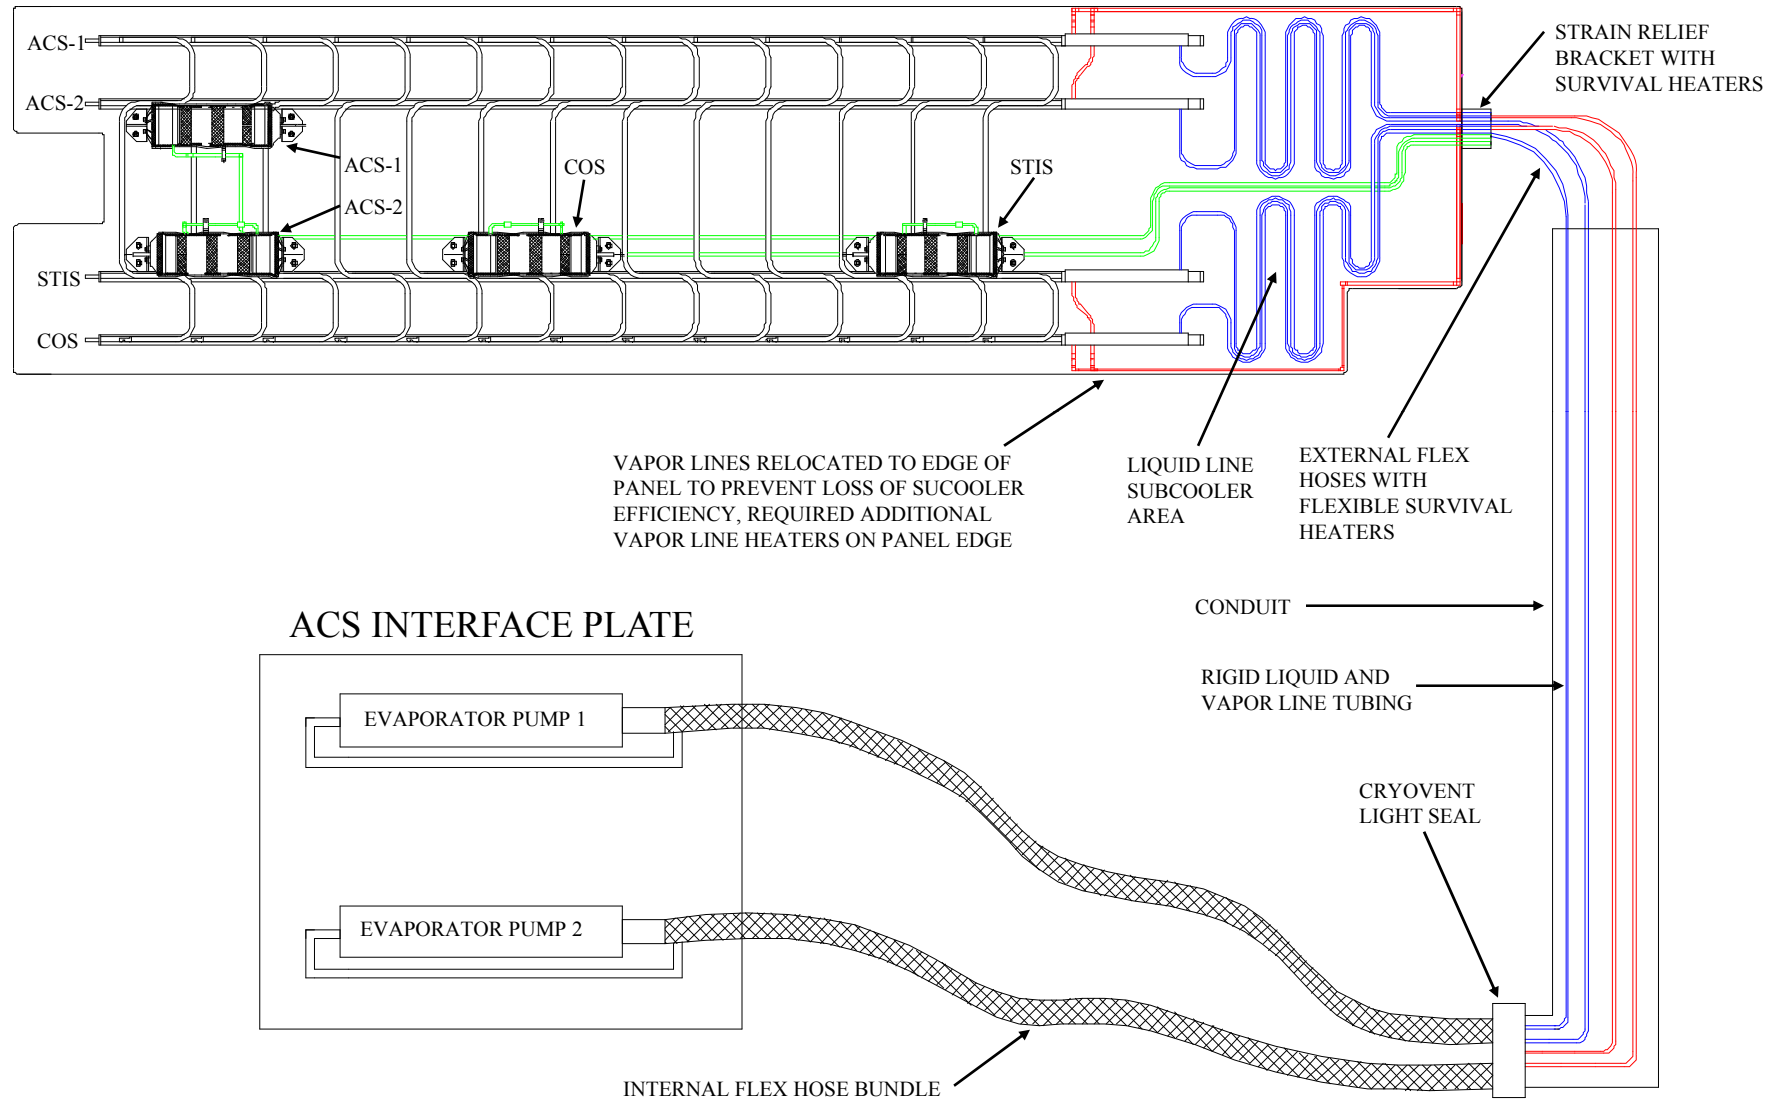 ACS-1
ACS-2
ACS-1
ACS-2
COS
STIS
STIS
COS
STRAIN RELIEF
BRACKET WITH
SURVIVAL HEATERS
VAPOR LINES RELOCATED TO EDGE OF
PANEL TO PREVENT LOSS OF SUCOOLER
EFFICIENCY, REQUIRED ADDITIONAL
VAPOR LINE HEATERS ON PANEL EDGE
LIQUID LINE
SUBCOOLER
AREA
EXTERNAL FLEX
HOSES WITH
FLEXIBLE SURVIVAL
HEATERS
CONDUIT
RIGID LIQUID AND
VAPOR LINE TUBING
CRYOVENT
LIGHT SEAL
ACS INTERFACE PLATE
EVAPORATOR PUMP 1
EVAPORATOR PUMP 2
INTERNAL FLEX HOSE BUNDLE